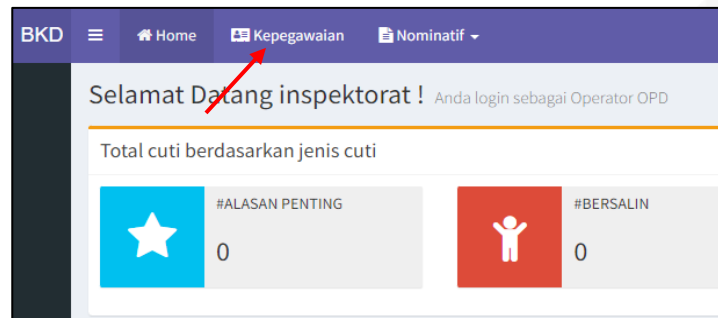 BKD Home Kepegawaian Nominatif
Selamat Datang inspektorat ! Anda login sebagai Operator OPD
Total cuti berdasarkan jenis cuti
#ALASAN PENTING
0
#BERSALIN
0